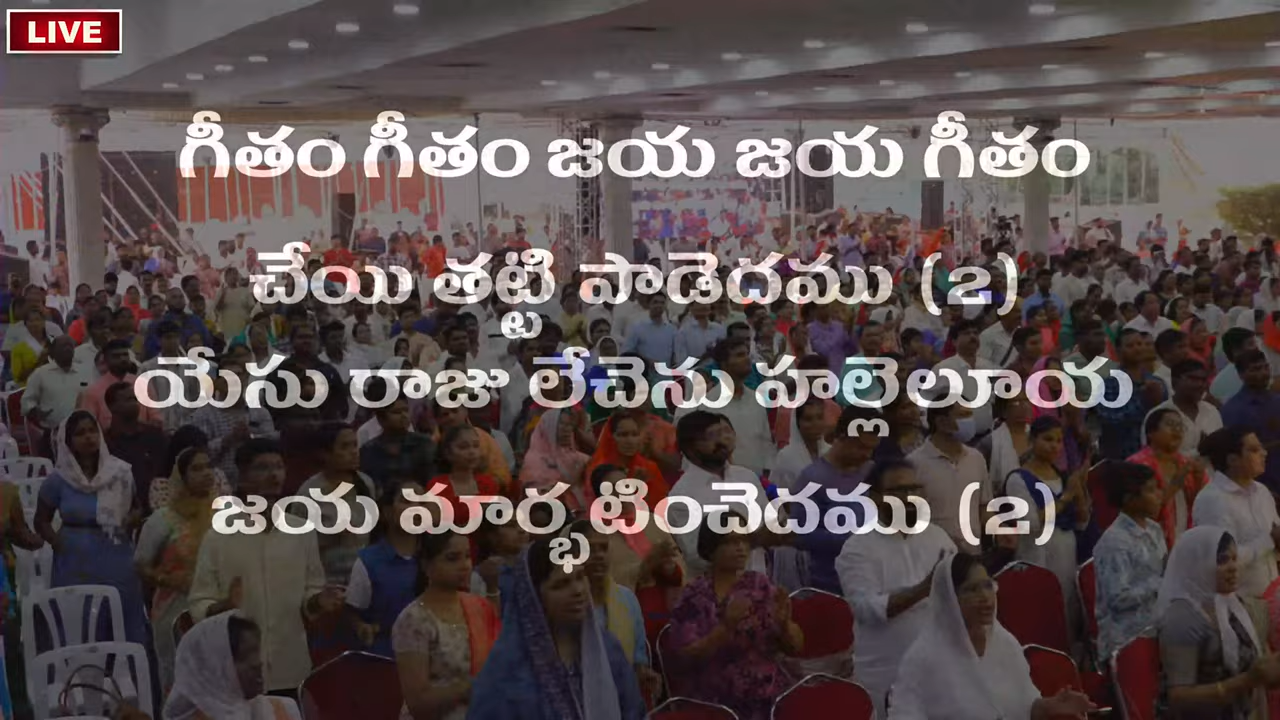 LIVE
గీతం గీతం జయ జయ గీతం
చేయి తట్టి పాడెదము (2)
యేసు రాజు లేచెను హల్లెలూయ
జయ మార్భటించెదము (2)